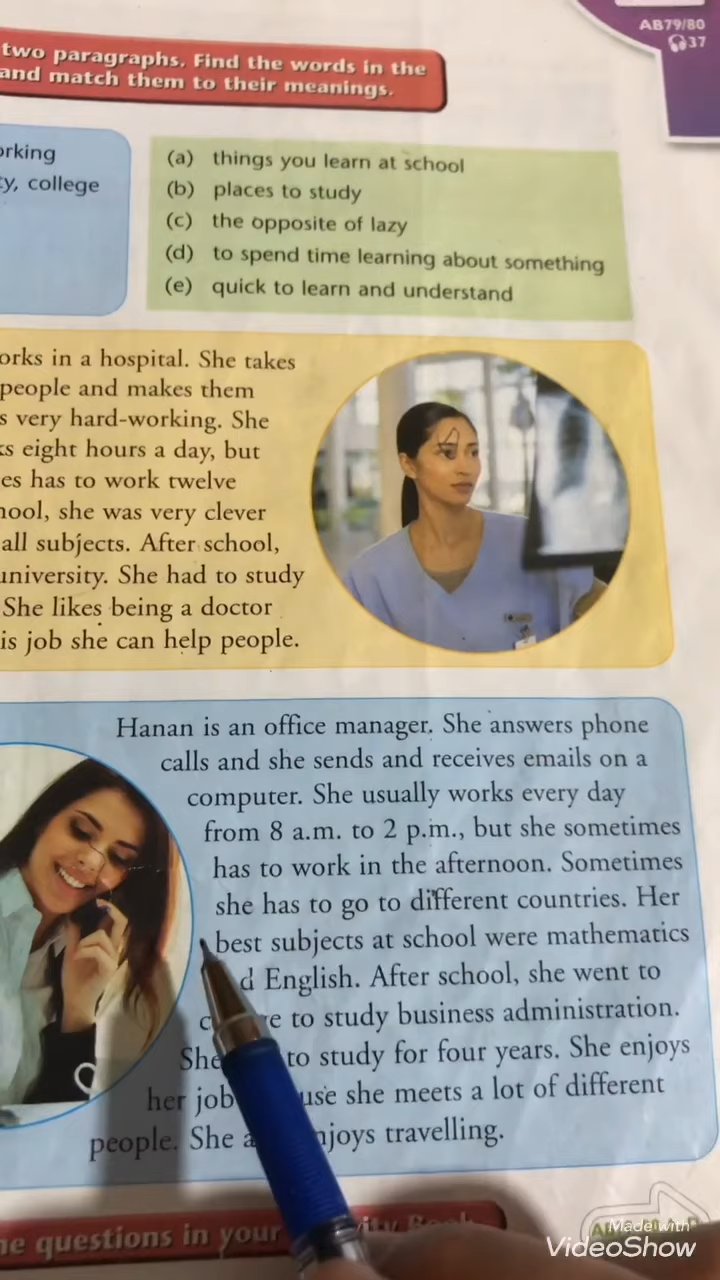 AB79/80
37
two paragraphs. Find the words in the
and match them to their meanings.
orking
y, college
(a) things you learn at school
(b) places to study
(c) the opposite of lazy
(d) to spend time learning about something
(e) quick to learn and understand
orks in a hospital. She takes
people and makes them
s very hard-working. She
ks eight hours a day, but
es has to work twelve
hool, she was very clever
all subjects. After school,
university. She had to study
She likes being a doctor
is job she can help people.
Hanan is an office manager. She answers phone
calls and she sends and receives emails on a
computer. She usually works every day
from 8 a.m. to 2 p.m., but she sometimes
has to work in the afternoon. Sometimes
she has to go to different countries. Her
best subjects at school were mathematics
d English. After school, she went to
to study business administration.
She to study for four years. She enjoys
her job she meets a lot of different
people. She enjoys travelling.
he questions in your
Made with
VideoShow